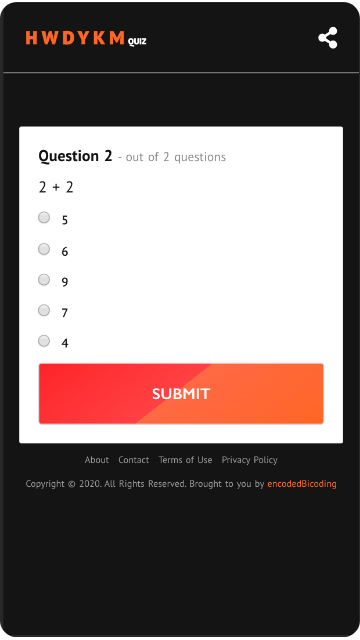 HWDYKM QUIZ
Question 2 - out of 2 questions
2 + 2
5
6
9
7
4
SUBMIT
About Contact Terms of Use Privacy Policy
Copyright © 2020. All Rights Reserved. Brought to you by encodedBicoding